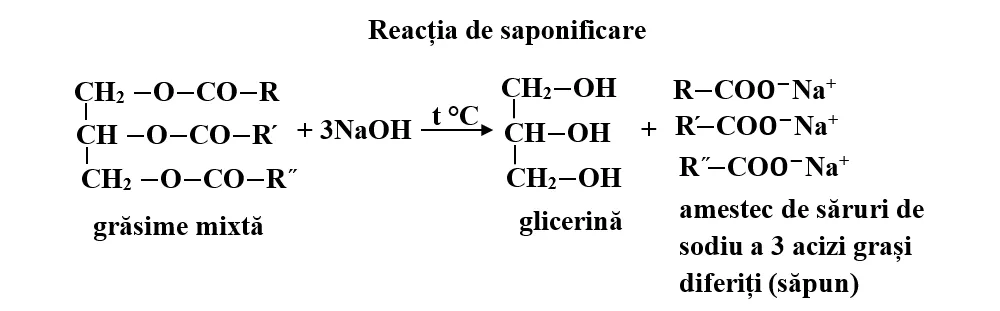 Reacția de saponificare
CH₂ –O–CO–R
CH –O–CO–R´
CH₂ –O–CO–R˝
grăsime mixtă
+ 3NaOH
t °C
CH₂–OH
CH–OH
CH₂–OH
glicerină
+
R–COO⁻Na⁺
R´–COO⁻Na⁺
R˝–COO⁻Na⁺
amestec de săruri de
sodiu a 3 acizi grași
diferiți (săpun)